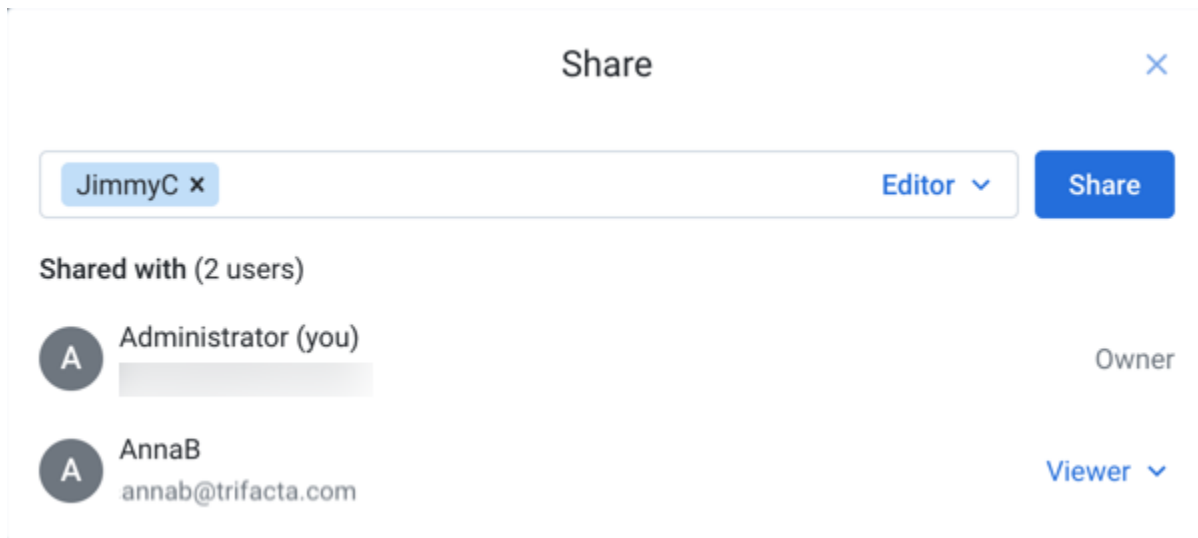 Share
JimmyC × Editor Share
Shared with (2 users)
A Administrator (you) Owner
A AnnaB Viewer
annab@trifacta.com